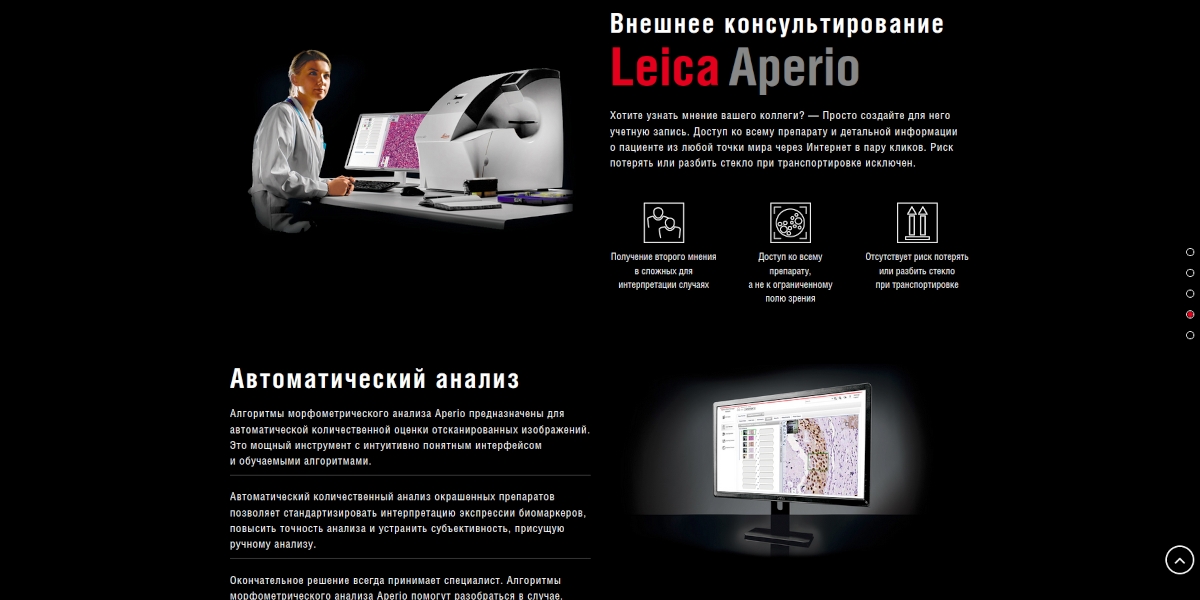 Внешнее консультирование
Leica Aperio
Хотите узнать мнение вашего коллеги? — Просто создайте для него
учетную запись. Доступ ко всему препарату и детальной информации
о пациенте из любой точки мира через Интернет в пару кликов. Риск
потерять или разбить стекло при транспортировке исключен.
Получение второго мнения
в сложных для
интерпретации случаях
Доступ ко всему
препарату,
а не к ограниченному
полю зрения
Отсутствует риск потерять
или разбить стекло
при транспортировке
Автоматический анализ
Алгоритмы морфометрического анализа Aperio предназначены для
автоматической количественной оценки отсканированных изображений.
Это мощный инструмент с интуитивно понятным интерфейсом
и обучаемыми алгоритмами.
Автоматический количественный анализ окрашенных препаратов
позволяет стандартизировать интерпретацию экспрессии биомаркеров,
повысить точность анализа и устранить субъективность, присущую
ручному анализу.
Окончательное решение всегда принимает специалист. Алгоритмы
морфометрического анализа Aperio помогут разобраться в случае,